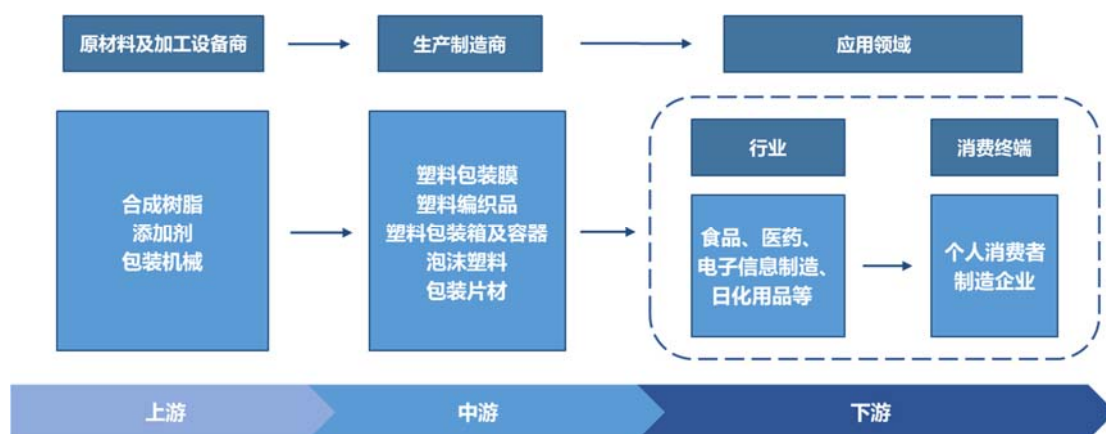 原材料及加工设备商
生产制造商
应用领域
合成树脂
添加剂
包装机械
塑料包装膜
塑料编织品
塑料包装箱及容器
泡沫塑料
包装片材
行业
食品、医药、
电子信息制造、
日化用品等
消费终端
个人消费者
制造企业
上游
中游
下游